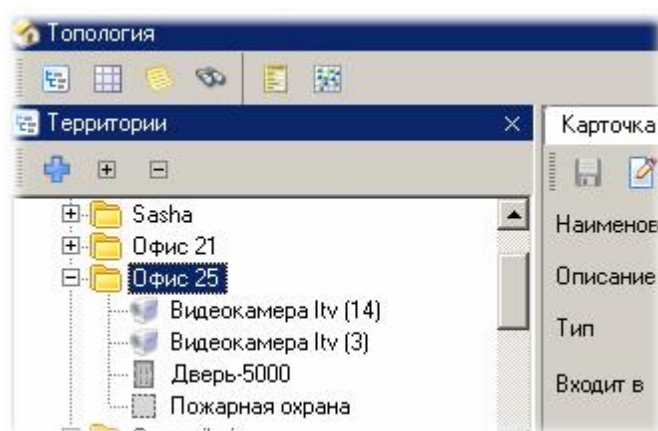 Топология
Территории
Карточка
Sasha
Офис 21
Офис 25
Видеокамера Itv (14)
Видеокамера Itv (3)
Дверь-5000
Пожарная охрана
Наименов
Описание
Тип
Входит в